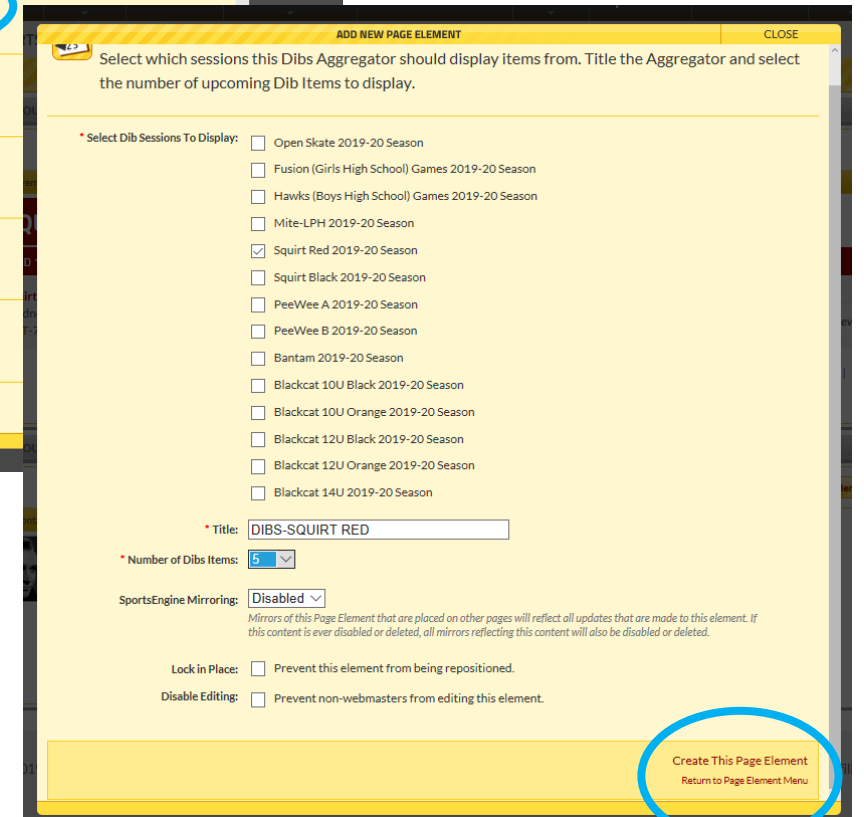 ADD NEW PAGE ELEMENT CLOSE
Select which sessions this Dibs Aggregator should display items from. Title the Aggregator and select
the number of upcoming Dib Items to display.
* Select Dib Sessions To Display:
Open Skate 2019-20 Season
Fusion (Girls High School) Games 2019-20 Season
Hawks (Boys High School) Games 2019-20 Season
Mite-LPH 2019-20 Season
Squirt Red 2019-20 Season
Squirt Black 2019-20 Season
PeeWee A 2019-20 Season
PeeWee B 2019-20 Season
Bantam 2019-20 Season
Blackcat 10U Black 2019-20 Season
Blackcat 10U Orange 2019-20 Season
Blackcat 12U Black 2019-20 Season
Blackcat 12U Orange 2019-20 Season
Blackcat 14U 2019-20 Season
* Title: DIBS-SQUIRT RED
* Number of Dibs Items: 5
SportsEngine Mirroring: Disabled
Mirrors of this Page Element that are placed on other pages will reflect all updates that are made to this element. If
this content is ever disabled or deleted, all mirrors reflecting this content will also be disabled or deleted.
Lock in Place: Prevent this element from being repositioned.
Disable Editing: Prevent non-webmasters from editing this element.
Create This Page Element
Return to Page Element Menu